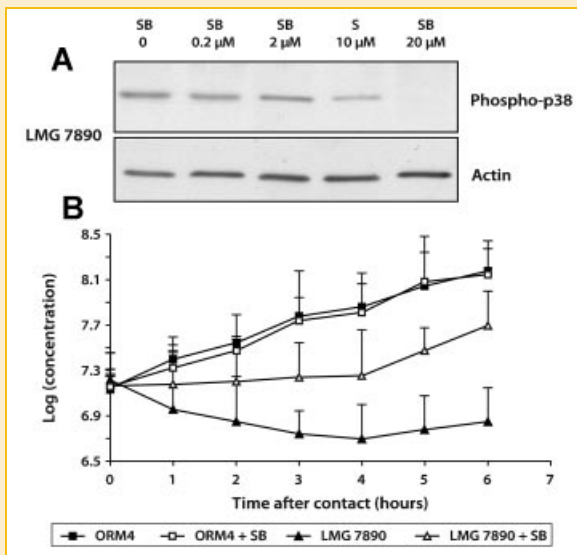 SB SB SB S SB
0 0.2 µM 2 µM 10 µM 20 µM
A
Phospho-p38
LMG 7890
Actin
B
8.5
8.1
7.7
7.3
6.9
6.5
Log (concentration)
0 1 2 3 4 5 6 7
Time after contact (hours)
ORM4 ORM4 + SB LMG 7890 LMG 7890 + SB